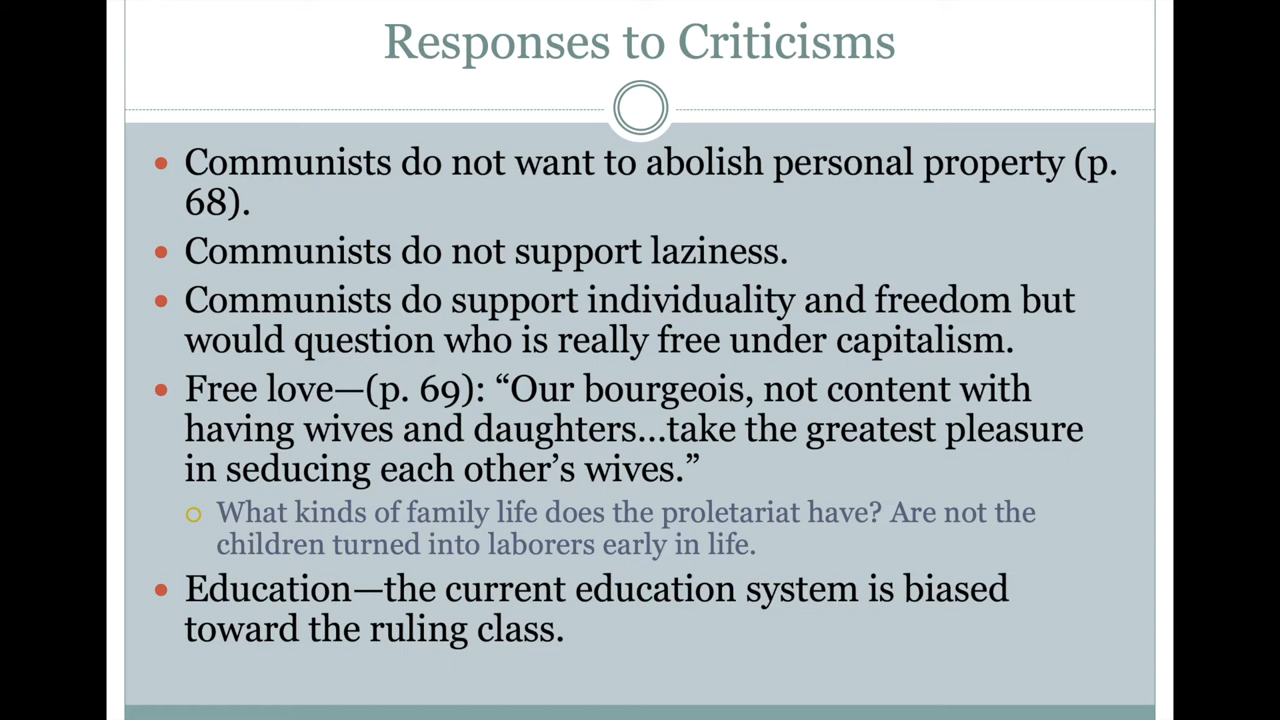 Responses to Criticisms
Communists do not want to abolish personal property (p.
68).
Communists do not support laziness.
Communists do support individuality and freedom but
would question who is really free under capitalism.
Free love—(p. 69): “Our bourgeois, not content with
having wives and daughters…take the greatest pleasure
in seducing each other’s wives.”
What kinds of family life does the proletariat have? Are not the
children turned into laborers early in life.
Education—the current education system is biased
toward the ruling class.